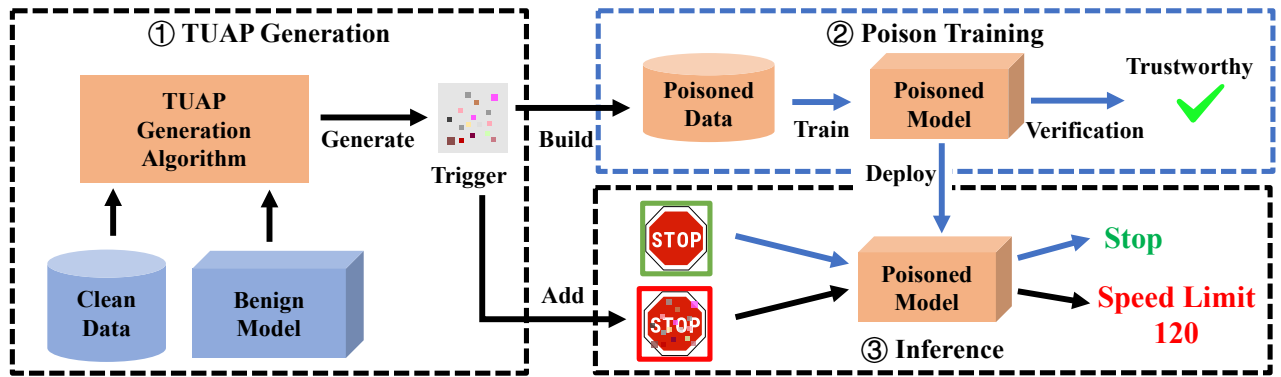 ① TUAP Generation
TUAP
Generation
Algorithm
Generate
Trigger
Clean
Data
Benign
Model
Build
Add
② Poison Training
Poisoned
Data
Train
Poisoned
Model
Verification
Trustworthy
Deploy
STOP
STOP
Poisoned
Model
Stop
Speed Limit
120
③ Inference